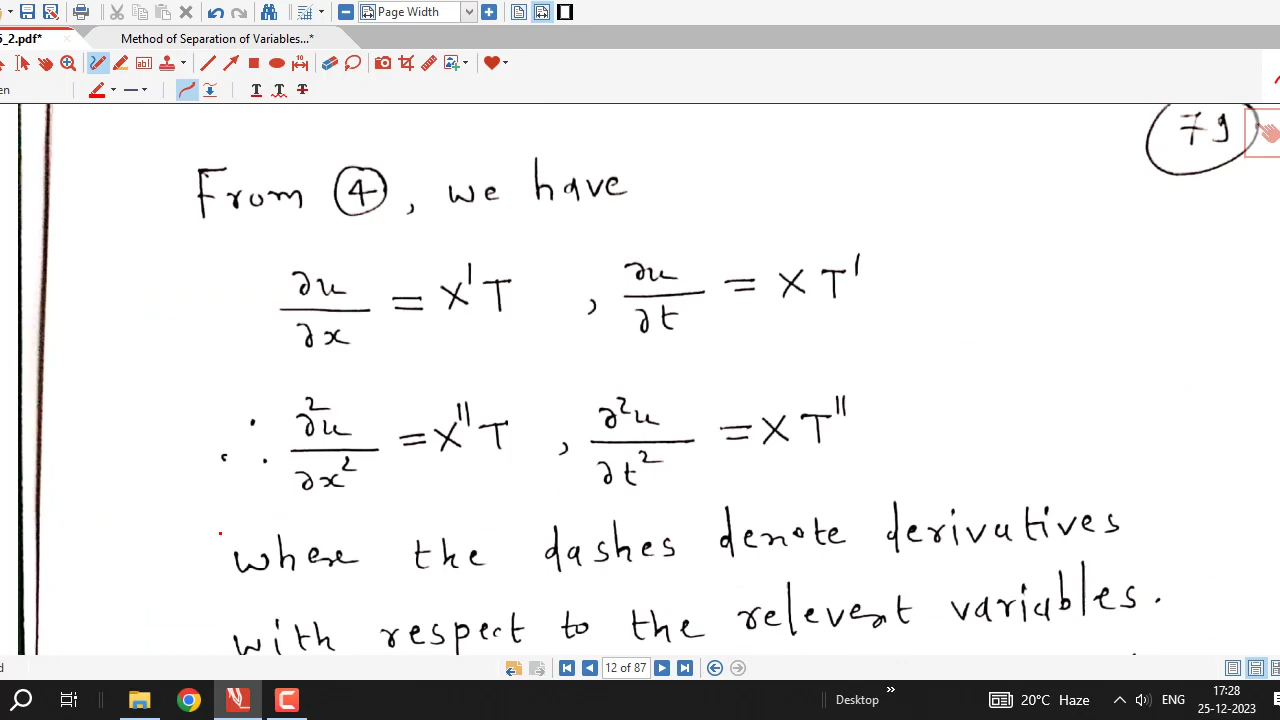 Page Width
5_2.pdf*
Method of Separation of Variables...*
en
79
From ④, we have
∂u/∂x = X'T , ∂u/∂t = XT'
∴ ∂²u/∂x² = X''T , ∂²u/∂t² = XT''
where the dashes denote derivatives
with respect to the relevent variables.
d
12 of 87
Desktop
»
20°C Haze
ENG
17:28
25-12-2023